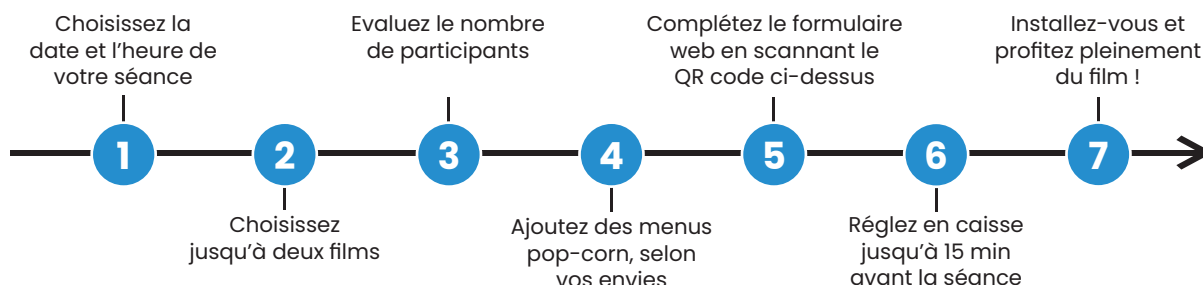 Choisissez la
date et l'heure de
votre séance
Evaluez le nombre
de participants
Complétez le formulaire
web en scannant le
QR code ci-dessus
Installez-vous et
profitez pleinement
du film !
1
2
3
4
5
6
7
Choisissez
jusqu'à deux films
Ajoutez des menus
pop-corn, selon
vos envies
Réglez en caisse
jusqu'à 15 min
avant la séance